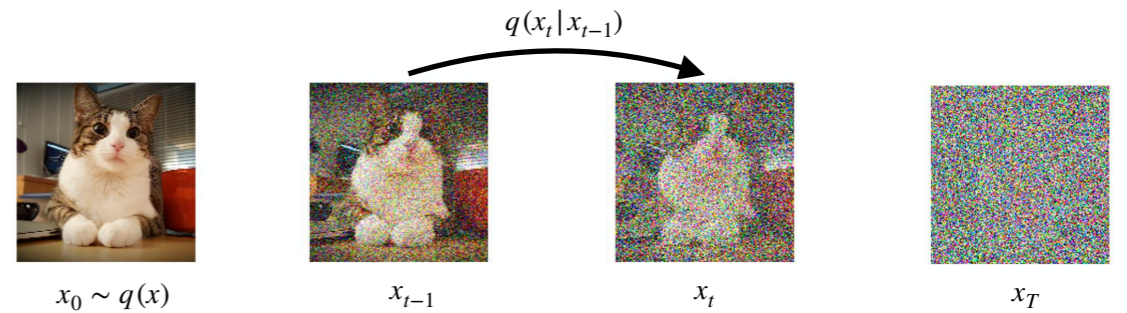 q(x_t|x_{t-1})
x_0 ∼ q(x)
x_{t-1}
x_t
x_T